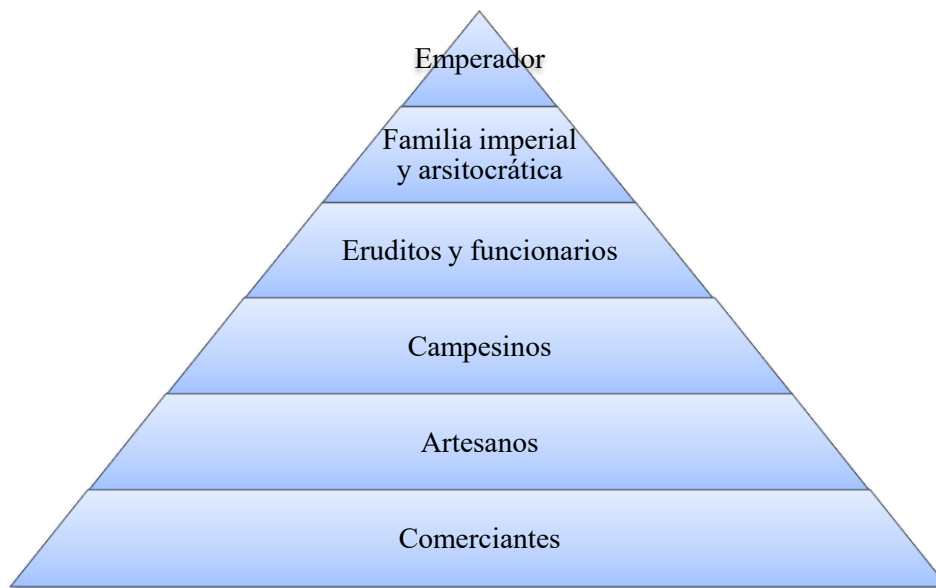 Emperador
Familia imperial
y arsitocrática
Eruditos y funcionarios
Campesinos
Artesanos
Comerciantes